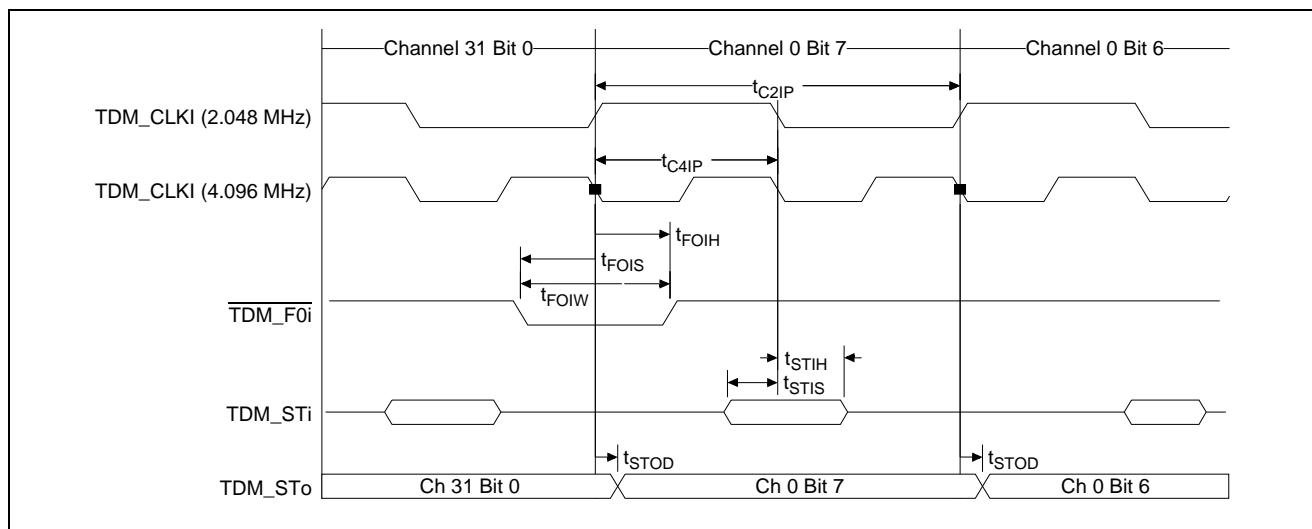 Channel 31 Bit 0
Channel 0 Bit 7
Channel 0 Bit 6
tC2IP
TDM_CLKI (2.048 MHz)
tC4IP
TDM_CLKI (4.096 MHz)
tFOIH
tFOIS
tFOIW
TDM_F0i
tSTIH
tSTIS
TDM_STi
tSTOD
tSTOD
TDM_STo
Ch 31 Bit 0
Ch 0 Bit 7
Ch 0 Bit 6